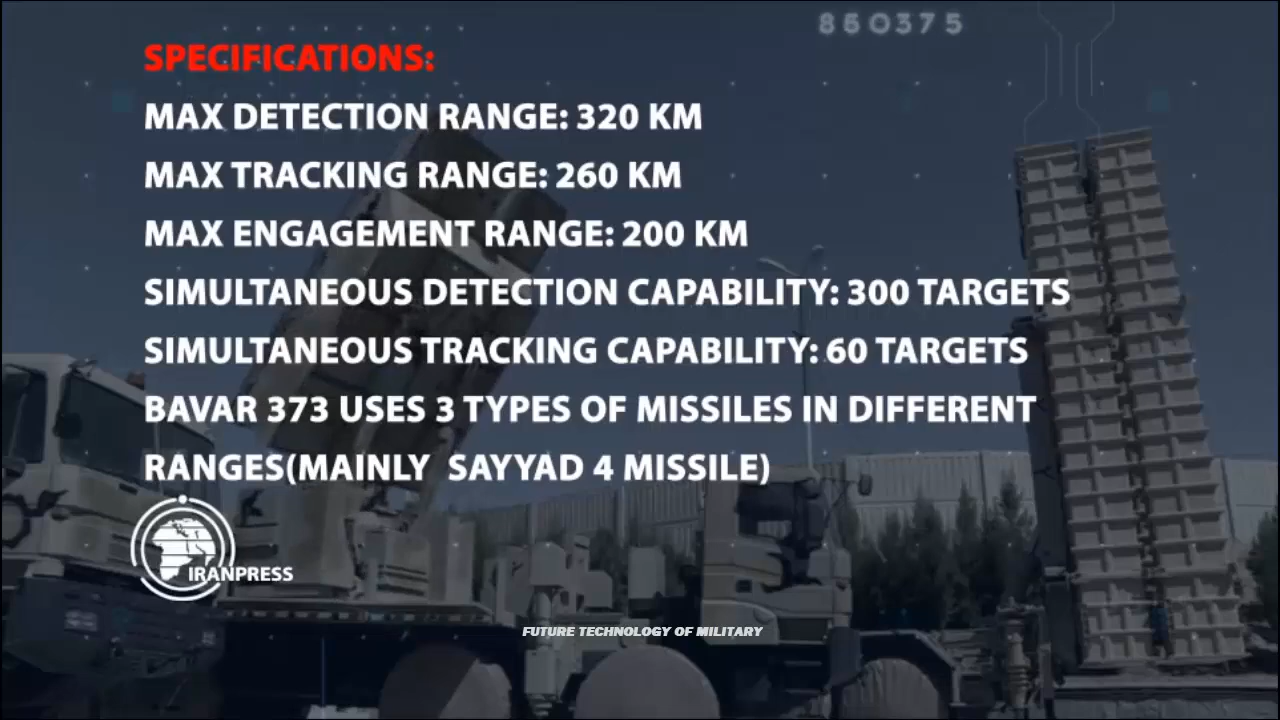 860375
SPECIFICATIONS:
MAX DETECTION RANGE: 320 KM
MAX TRACKING RANGE: 260 KM
MAX ENGAGEMENT RANGE: 200 KM
SIMULTANEOUS DETECTION CAPABILITY: 300 TARGETS
SIMULTANEOUS TRACKING CAPABILITY: 60 TARGETS
BAVAR 373 USES 3 TYPES OF MISSILES IN DIFFERENT
RANGES(MAINLY SAYYAD 4 MISSILE)
IRANPRESS
FUTURE TECHNOLOGY OF MILITARY